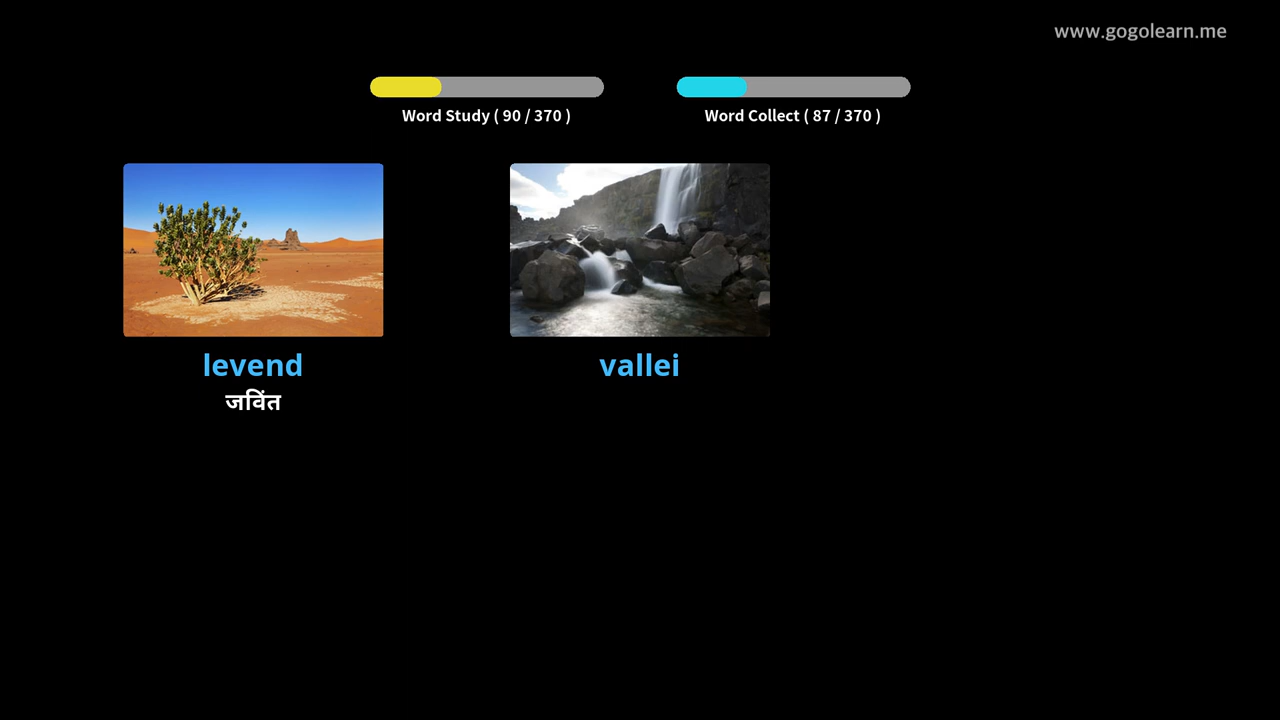 www.gogolearn.me
Word Study ( 90 / 370 )
Word Collect ( 87 / 370 )
levend
vallei
जविंत